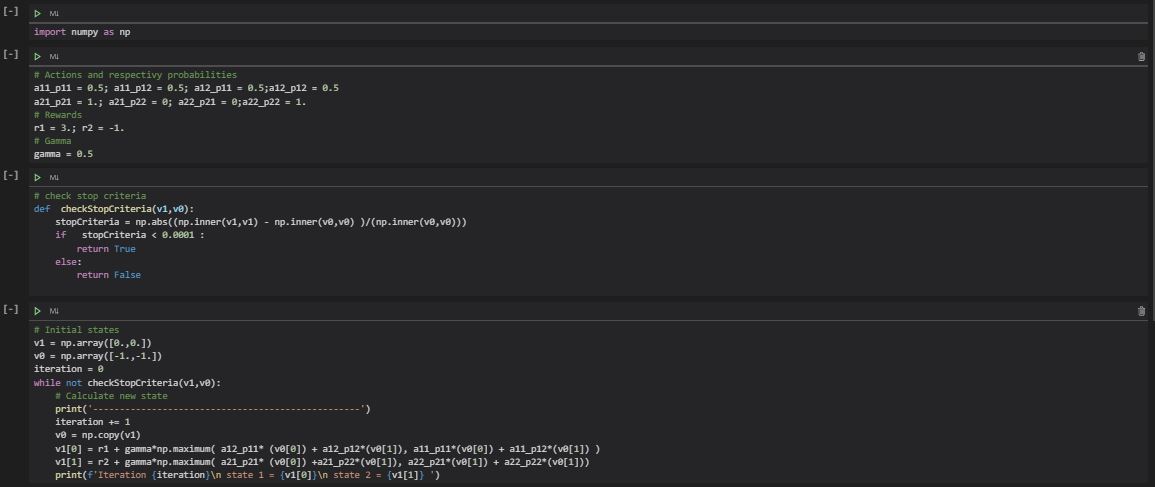 [-]
M↓
import numpy as np
[-]
M↓
# Actions and respectivy probabilities
a11_p11 = 0.5; a11_p12 = 0.5; a12_p11 = 0.5;a12_p12 = 0.5
a21_p21 = 1.; a21_p22 = 0; a22_p21 = 0;a22_p22 = 1.
# Rewards
r1 = 3.; r2 = -1.
# Gamma
gamma = 0.5
[-]
M↓
# check stop criteria
def  checkStopCriteria(v1,v0):
    stopCriteria = np.abs((np.inner(v1,v1) - np.inner(v0,v0) )/(np.inner(v0,v0)))
    if   stopCriteria < 0.0001 :
        return True
    else:
        return False
[-]
M↓
# Initial states
v1 = np.array([0.,0.])
v0 = np.array([-1.,-1.])
iteration = 0
while not checkStopCriteria(v1,v0):
    # Calculate new state
    print('--------------------------------------------------')
    iteration += 1
    v0 = np.copy(v1)
    v1[0] = r1 + gamma*np.maximum( a12_p11* (v0[0]) + a12_p12*(v0[1]), a11_p11*(v0[0]) + a11_p12*(v0[1]) )
    v1[1] = r2 + gamma*np.maximum( a21_p21* (v0[0]) +a21_p22*(v0[1]), a22_p21*(v0[1]) + a22_p22*(v0[1]))
    print(f'Iteration {iteration}\n state 1 = {v1[0]}\n state 2 = {v1[1]} ')